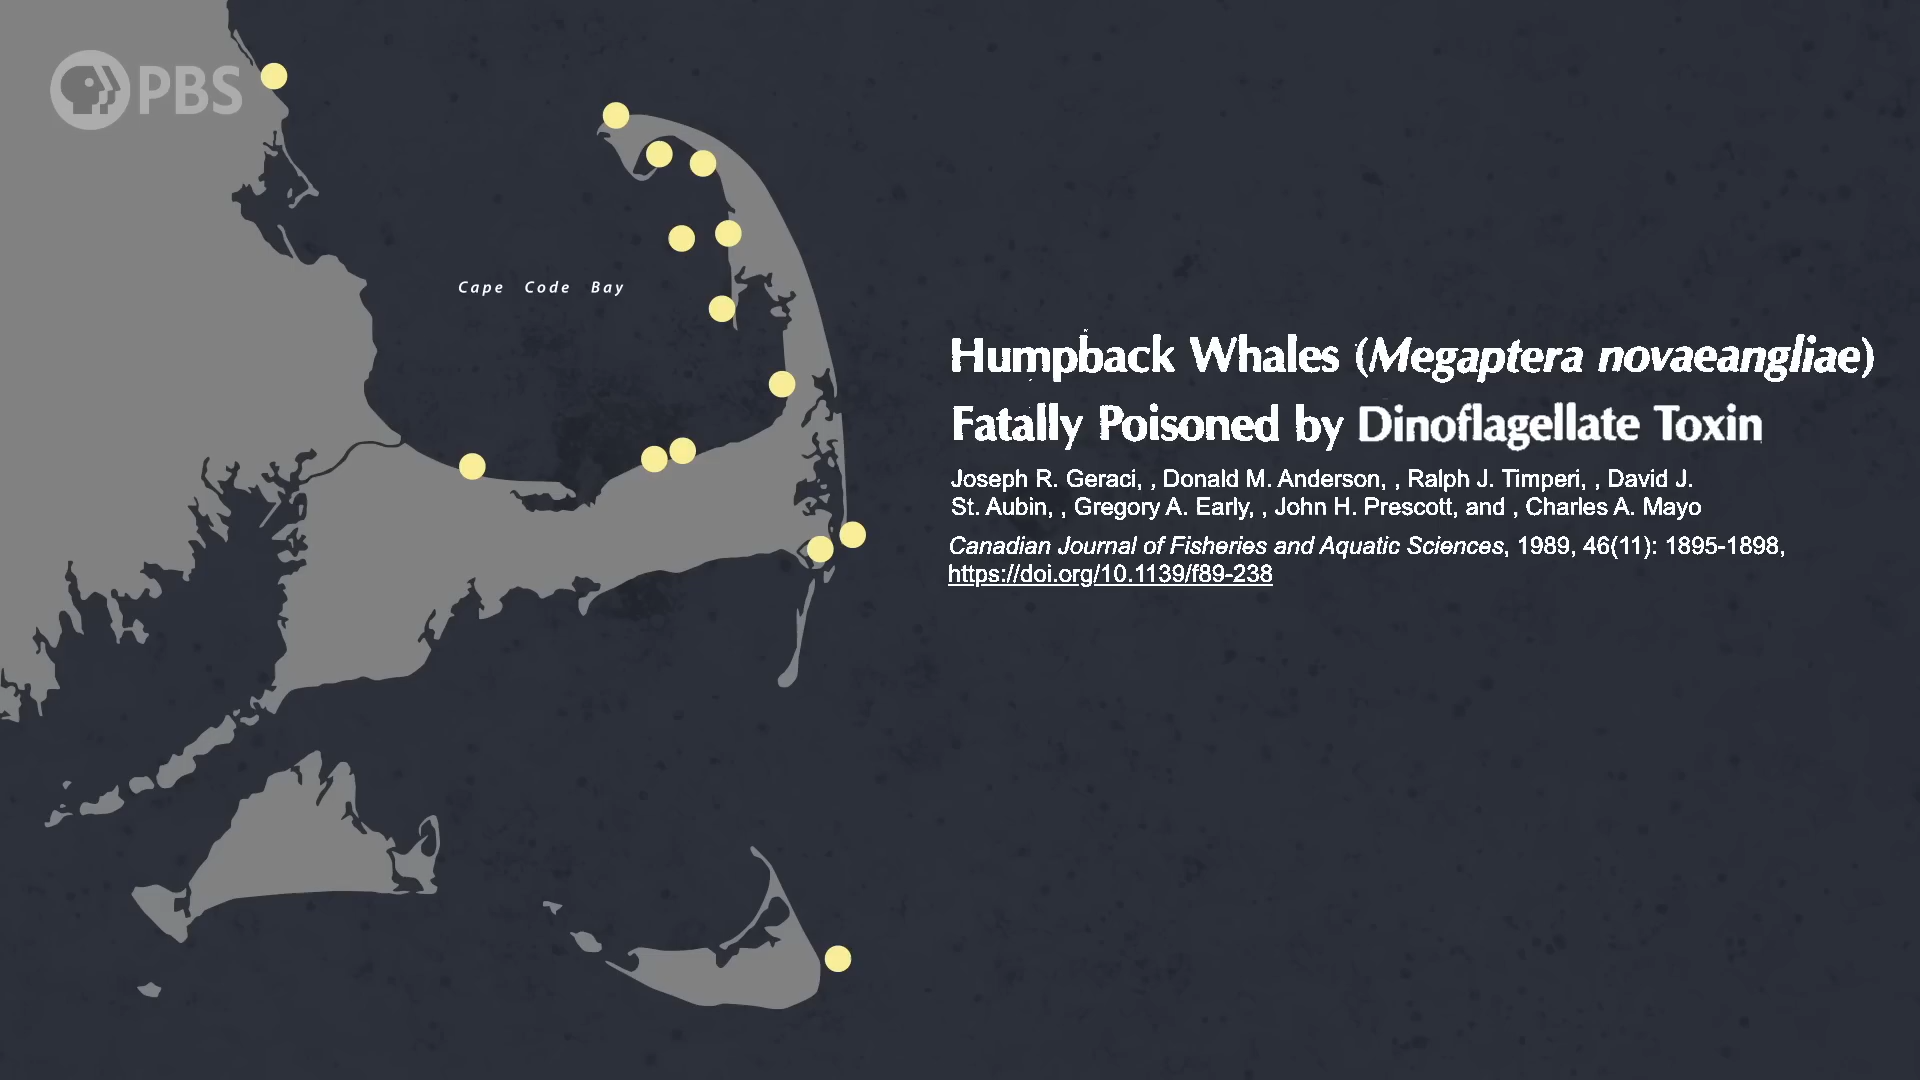 PBS
Cape Code Bay
Humpback Whales (Megaptera novaeangliae)
Fatally Poisoned by Dinoflagellate Toxin
Joseph R. Geraci, , Donald M. Anderson, , Ralph J. Timperi, , David J.
St. Aubin, , Gregory A. Early, , John H. Prescott, and , Charles A. Mayo
Canadian Journal of Fisheries and Aquatic Sciences, 1989, 46(11): 1895-1898,
https://doi.org/10.1139/f89-238